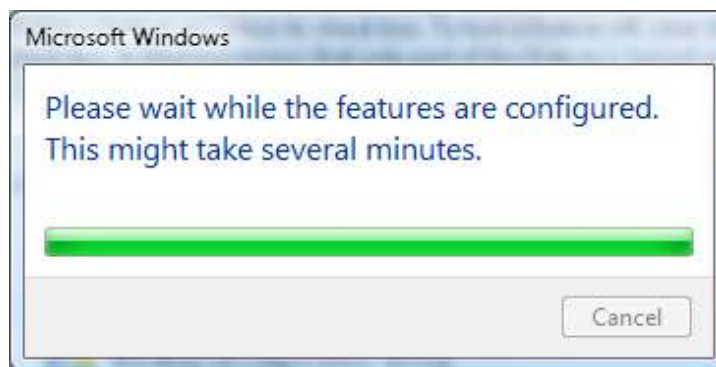 Microsoft Windows
Please wait while the features are configured.
This might take several minutes.
Cancel